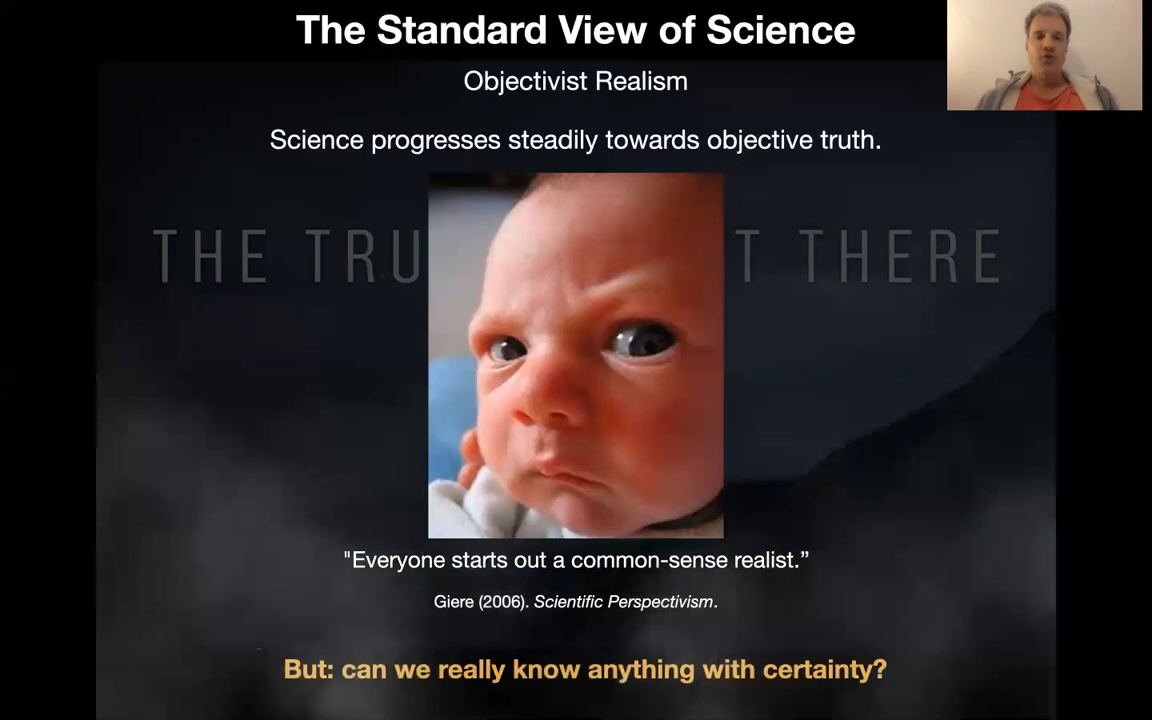 The Standard View of Science
Objectivist Realism
Science progresses steadily towards objective truth.
THE TRU T THERE
"Everyone starts out a common-sense realist.”
Giere (2006). Scientific Perspectivism.
But: can we really know anything with certainty?